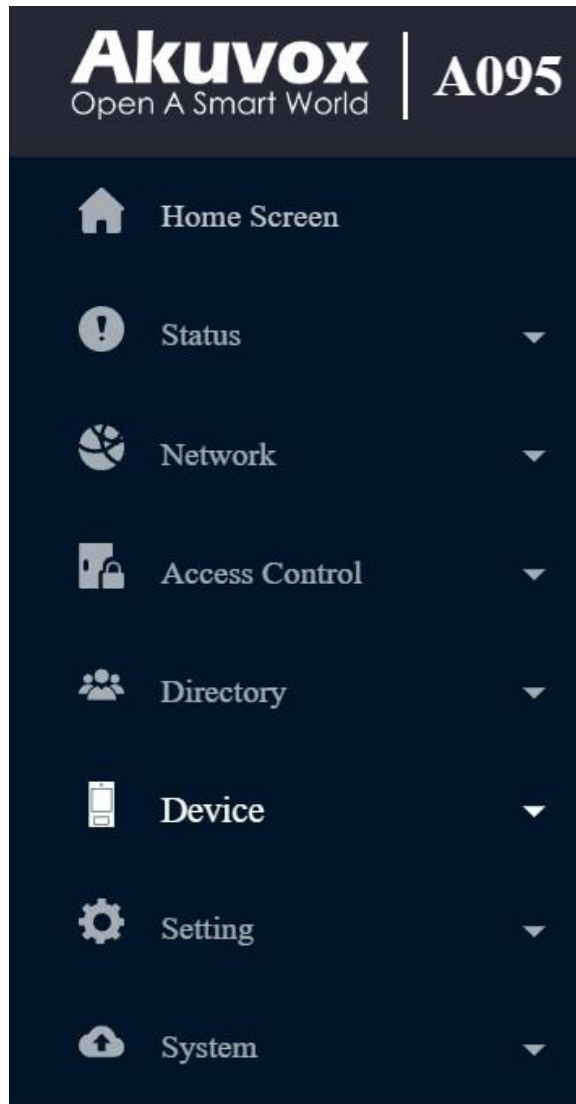 Akuvox
Open A Smart World
A095
Home Screen
Status
Network
Access Control
Directory
Device
Setting
System